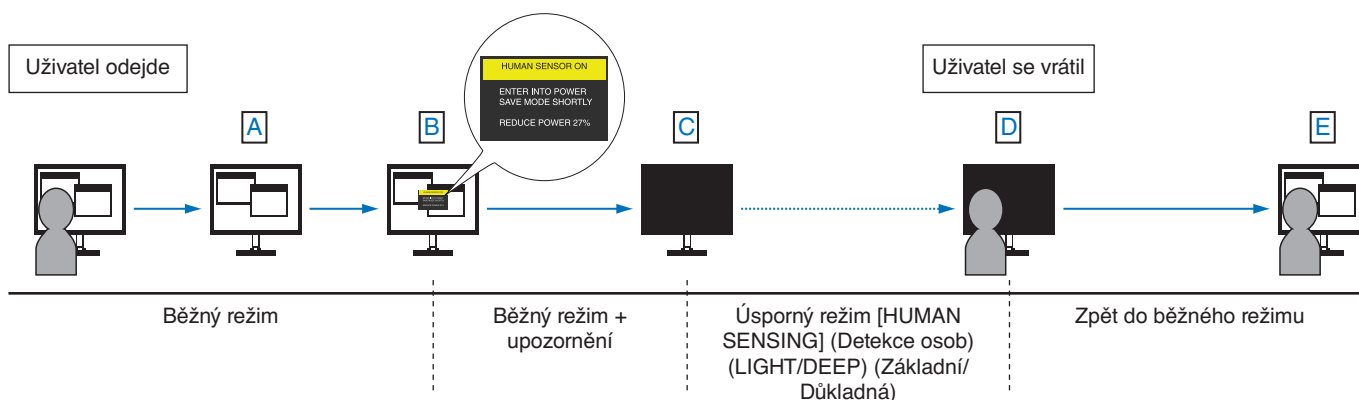 Uživatel odejde
HUMAN SENSOR ON
ENTER INTO POWER
SAVE MODE SHORTLY
REDUCE POWER 27%
Uživatel se vrátil
A
B
C
D
E
Běžný režim
Běžný režim +
upozornění
Úsporný režim [HUMAN
SENSING] (Detekce osob)
(LIGHT/DEEP) (Základní/
Důkladná)
Zpět do běžného režimu